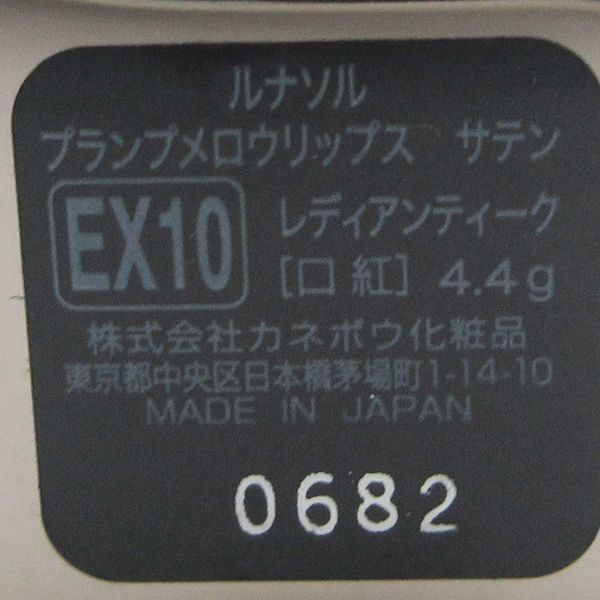 ルナソル
プランプメロウリップス　サテン
EX10 レディアンティーク
[口紅] 4.4g
株式会社カネボウ化粧品
東京都中央区日本橋茅場町1-14-10
MADE IN JAPAN
0682